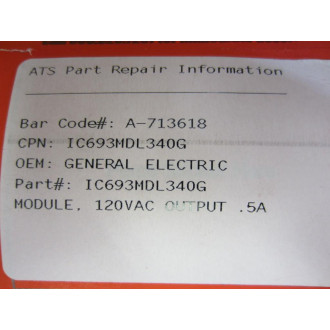 ATS Part Repair Information
Bar Code#: A-713618
CPN: IC693MDL340G
OEM: GENERAL ELECTRIC
Part#: IC693MDL340G
MODULE, 120VAC OUTPUT .5A